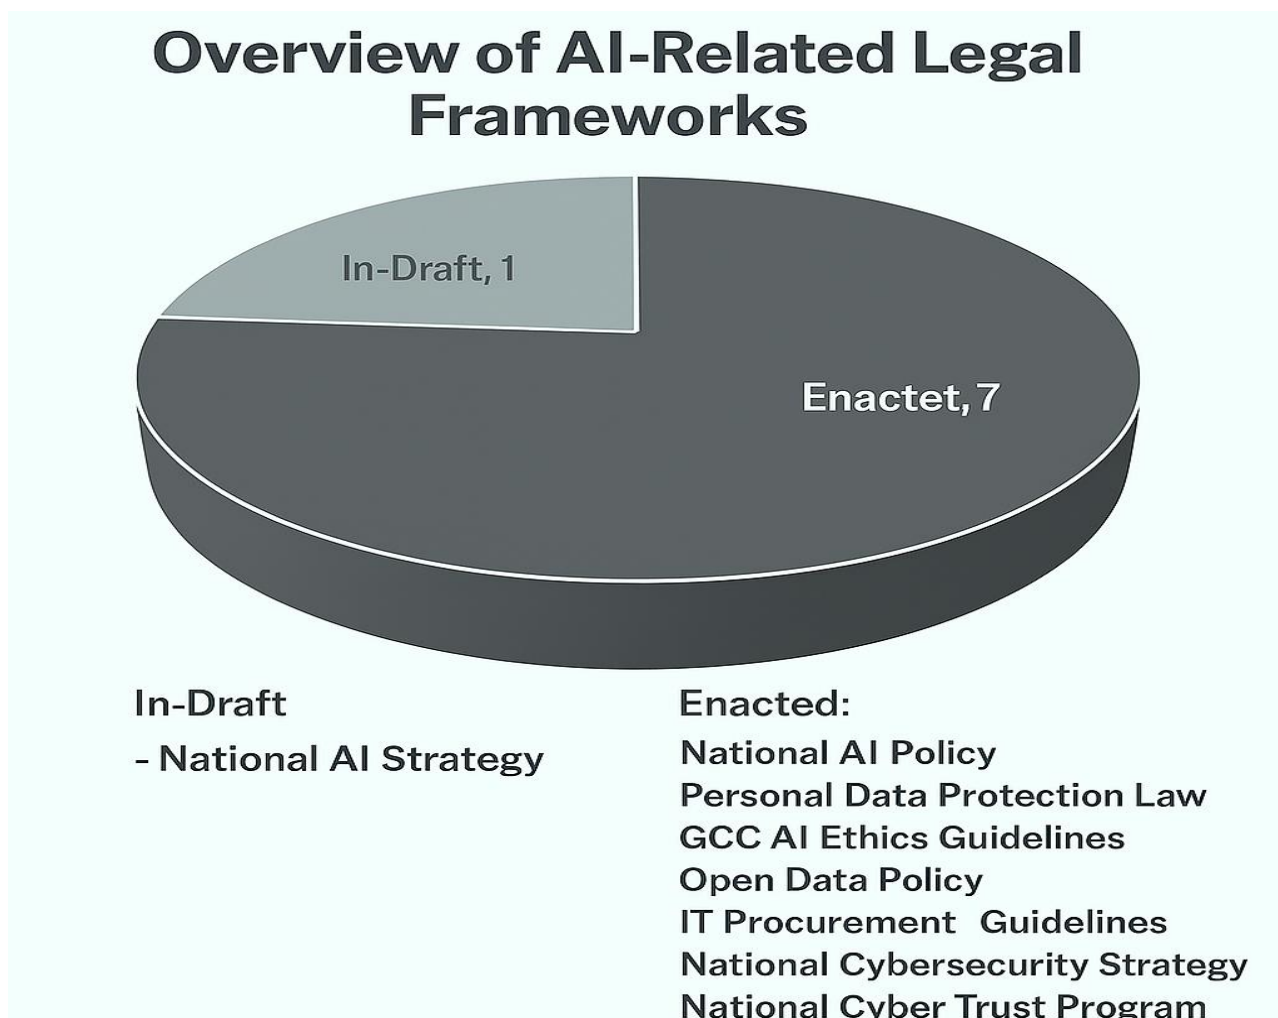 Overview of AI-Related Legal
Frameworks
In-Draft, 1
Enactet, 7
In-Draft
- National AI Strategy
Enacted:
National AI Policy
Personal Data Protection Law
GCC AI Ethics Guidelines
Open Data Policy
IT Procurement Guidelines
National Cybersecurity Strategy
National Cyber Trust Program